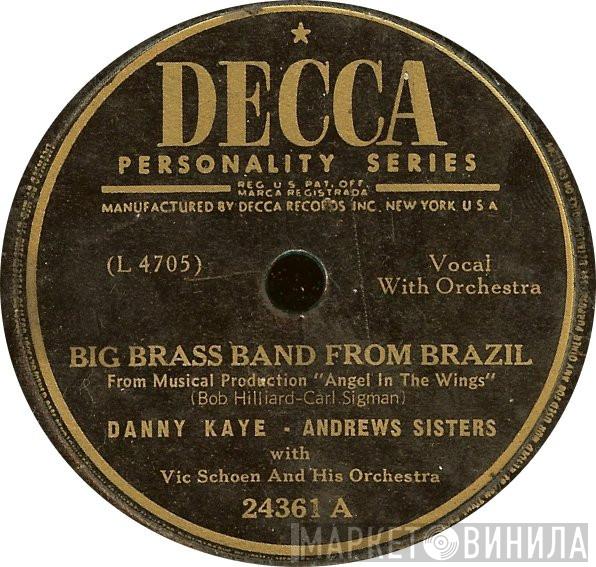 DECCA
PERSONALITY SERIES
REG. U.S. PAT. OFF.
MARCA REGISTRADA
MANUFACTURED BY DECCA RECORDS INC. NEW YORK U S A
(L 4705)
Vocal
With Orchestra
BIG BRASS BAND FROM BRAZIL
From Musical Production "Angel In The Wings"
(Bob Hilliard-Carl Sigman)
DANNY KAYE - ANDREWS SISTERS
with
Vic Schoen And His Orchestra
24361 A
МАРКЕТ ВИНИЛА